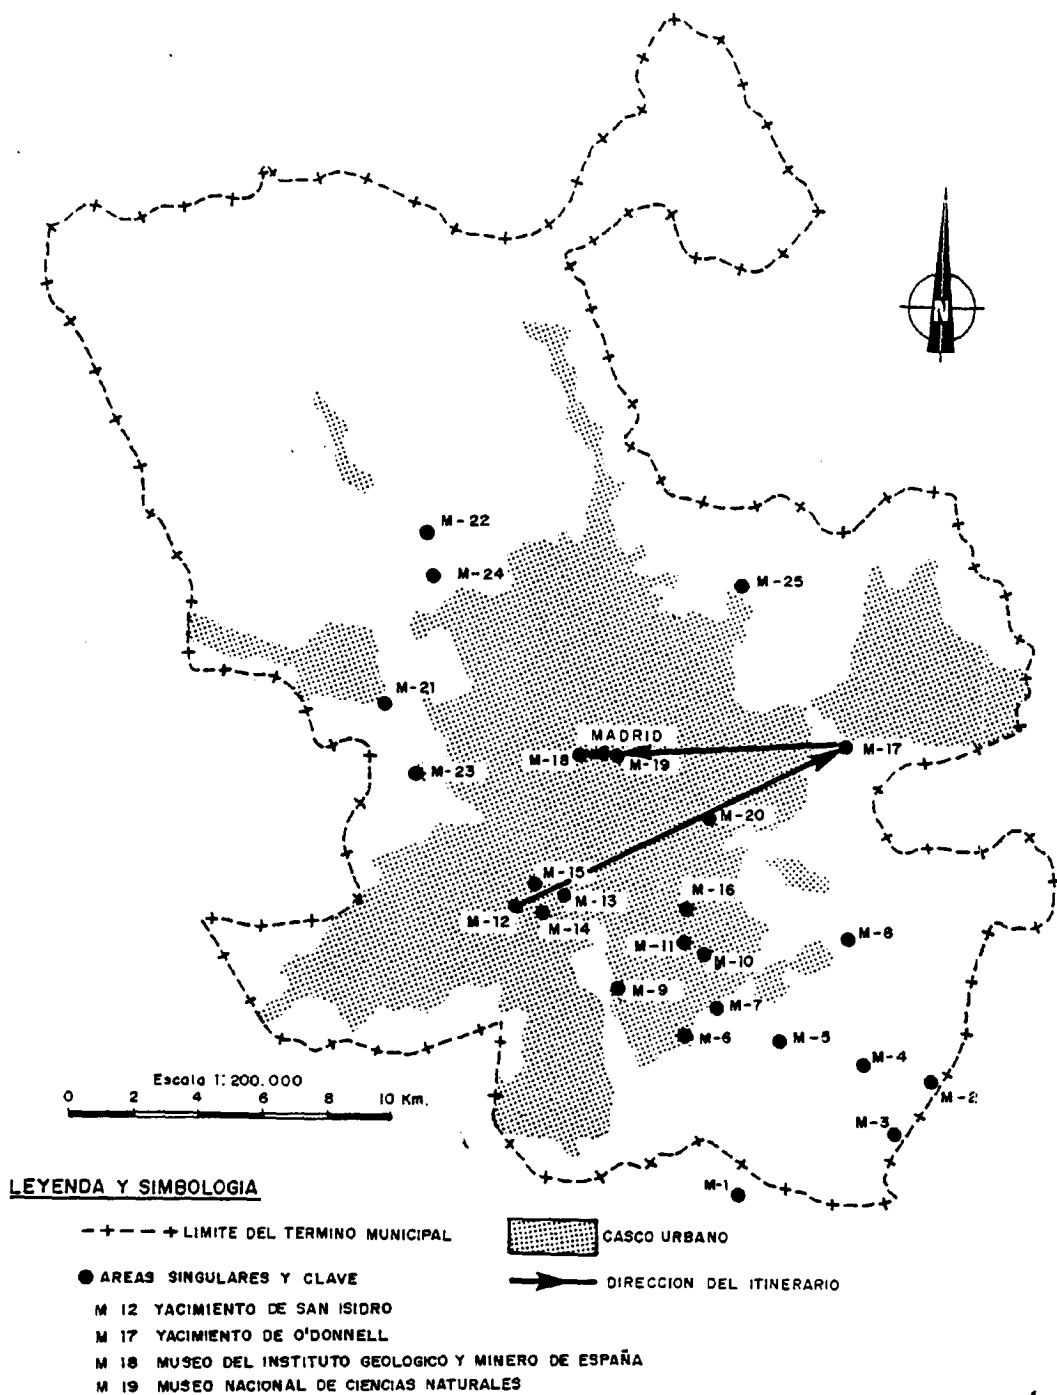 N
M-22
M-24
M-25
M-21
MADRID
M-17
M-18
M-19
M-23
M-20
M-15
M-16
M-13
M-12
M-14
M-11
M-8
M-10
M-9
M-7
M-6
M-5
M-4
M-2
M-3
M-1
Escala 1:200.000
0 2 4 6 8 10 Km.
LEYENDA Y SIMBOLOGIA
LIMITE DEL TERMINO MUNICIPAL
CASCO URBANO
AREAS SINGULARES Y CLAVE
DIRECCION DEL ITINERARIO
M 12 YACIMIENTO DE SAN ISIDRO
M 17 YACIMIENTO DE O'DONNELL
M 18 MUSEO DEL INSTITUTO GEOLOGICO Y MINERO DE ESPAÑA
M 19 MUSEO NACIONAL DE CIENCIAS NATURALES